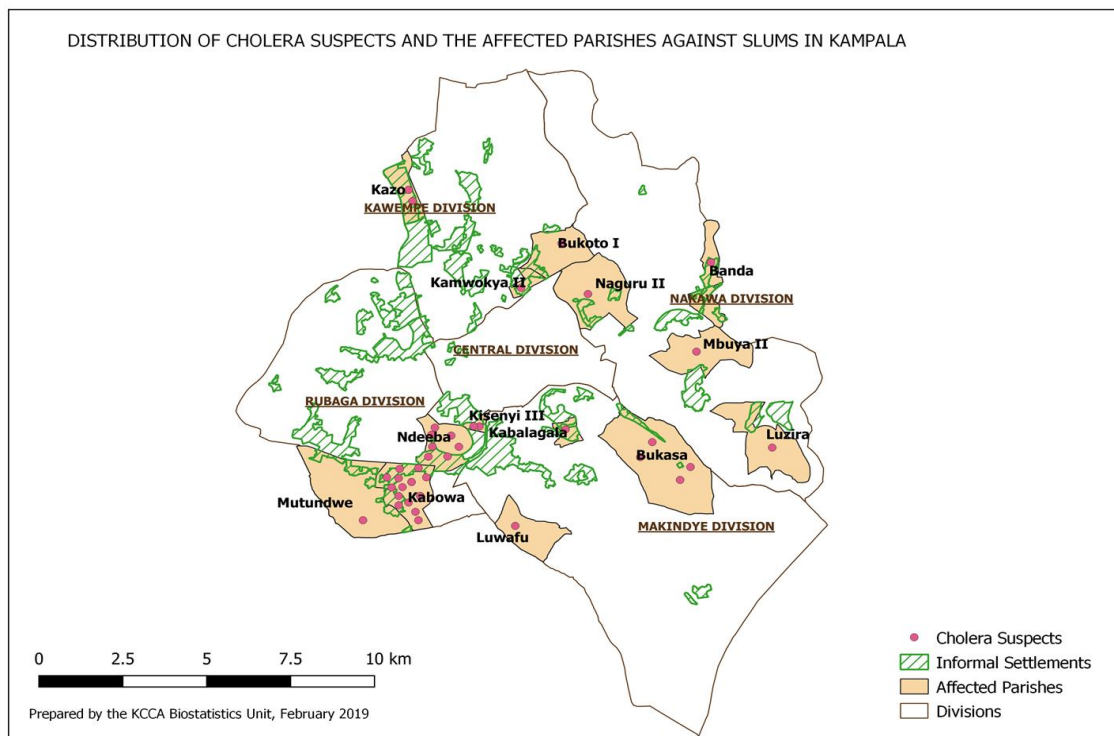 DISTRIBUTION OF CHOLERA SUSPECTS AND THE AFFECTED PARISHES AGAINST SLUMS IN KAMPALA
Kazo
KAWEMPE DIVISION
Bukoto I
Kamwokya II
Naguru II
Banda
NAKAWA DIVISION
Mbuya II
CENTRAL DIVISION
RUBAGA DIVISION
Kisenyi III
Ndeeba
Kabalagala
Luzira
Bukasa
Kabowa
Mutundwe
MAKINDYE DIVISION
Luwafu
Cholera Suspects
Informal Settlements
Affected Parishes
Divisions
0 2.5 5 7.5 10 km
Prepared by the KCCA Biostatistics Unit, February 2019